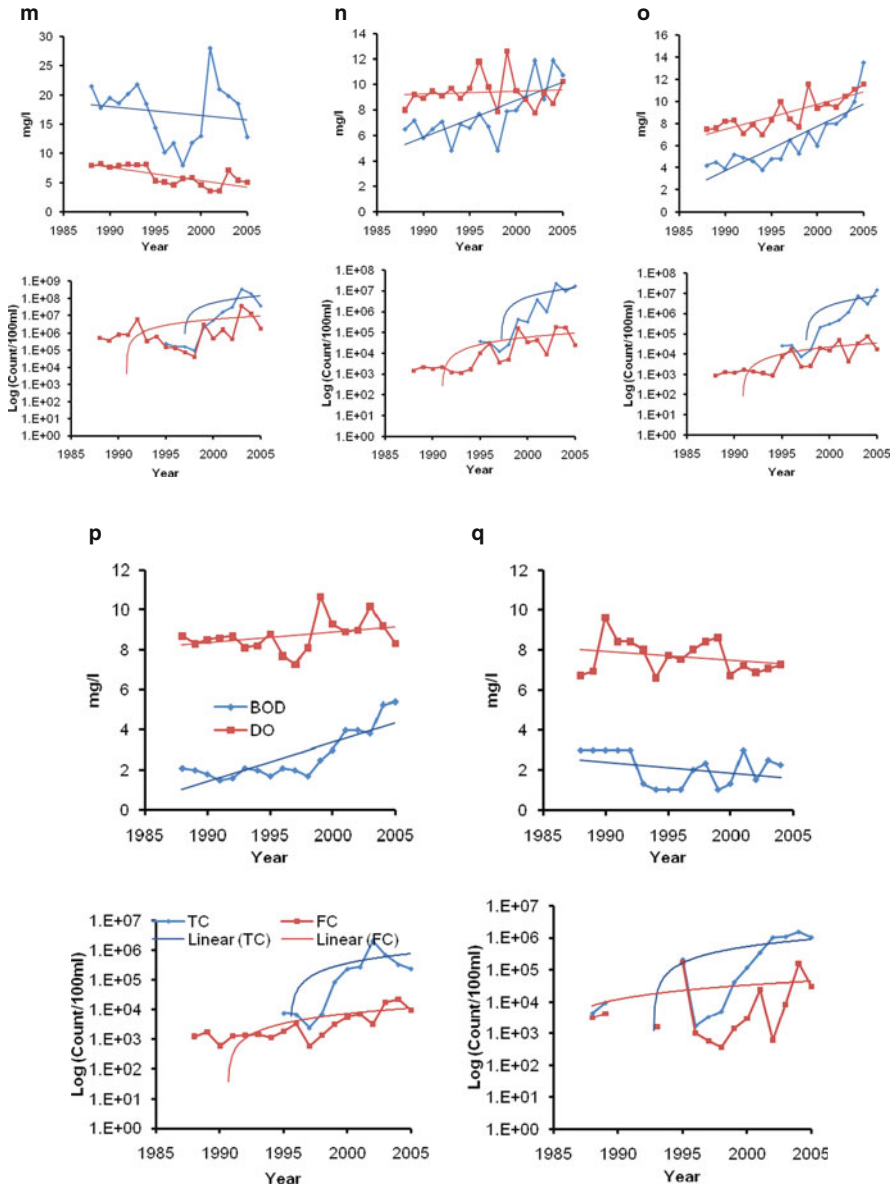 m
n
o
mg/l
30
25
20
15
10
5
0
1985 1990 1995 2000 2005
Year
mg/l
14
12
10
8
6
4
2
0
1985 1990 1995 2000 2005
Year
mg/l
16
14
12
10
8
6
4
2
0
1985 1990 1995 2000 2005
Year
Log (Count/100ml)
1.E+09
1.E+08
1.E+07
1.E+06
1.E+05
1.E+04
1.E+03
1.E+02
1.E+01
1.E+00
1985 1990 1995 2000 2005
Year
Log (Count/100ml)
1.E+08
1.E+07
1.E+06
1.E+05
1.E+04
1.E+03
1.E+02
1.E+01
1.E+00
1985 1990 1995 2000 2005
Year
Log (Count/100ml)
1.E+08
1.E+07
1.E+06
1.E+05
1.E+04
1.E+03
1.E+02
1.E+01
1.E+00
1985 1990 1995 2000 2005
Year
p
q
mg/l
12
10
8
6
4
2
0
BOD
DO
1985 1990 1995 2000 2005
Year
mg/l
12
10
8
6
4
2
0
1985 1990 1995 2000 2005
Year
Log (Count/100ml)
1.E+07
1.E+06
1.E+05
1.E+04
1.E+03
1.E+02
1.E+01
1.E+00
TC FC
Linear (TC) Linear (FC)
1985 1990 1995 2000 2005
Year
Log (Count/100ml)
1.E+07
1.E+06
1.E+05
1.E+04
1.E+03
1.E+02
1.E+01
1.E+00
1985 1990 1995 2000 2005
Year